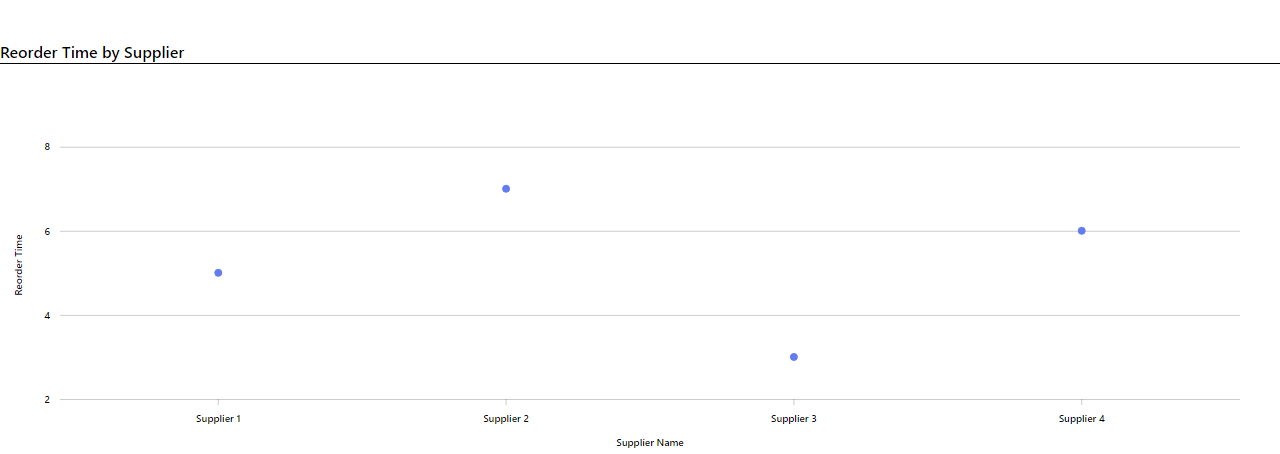 Reorder Time by Supplier
8
6
4
2
Reorder Time
Supplier 1
Supplier 2
Supplier 3
Supplier 4
Supplier Name